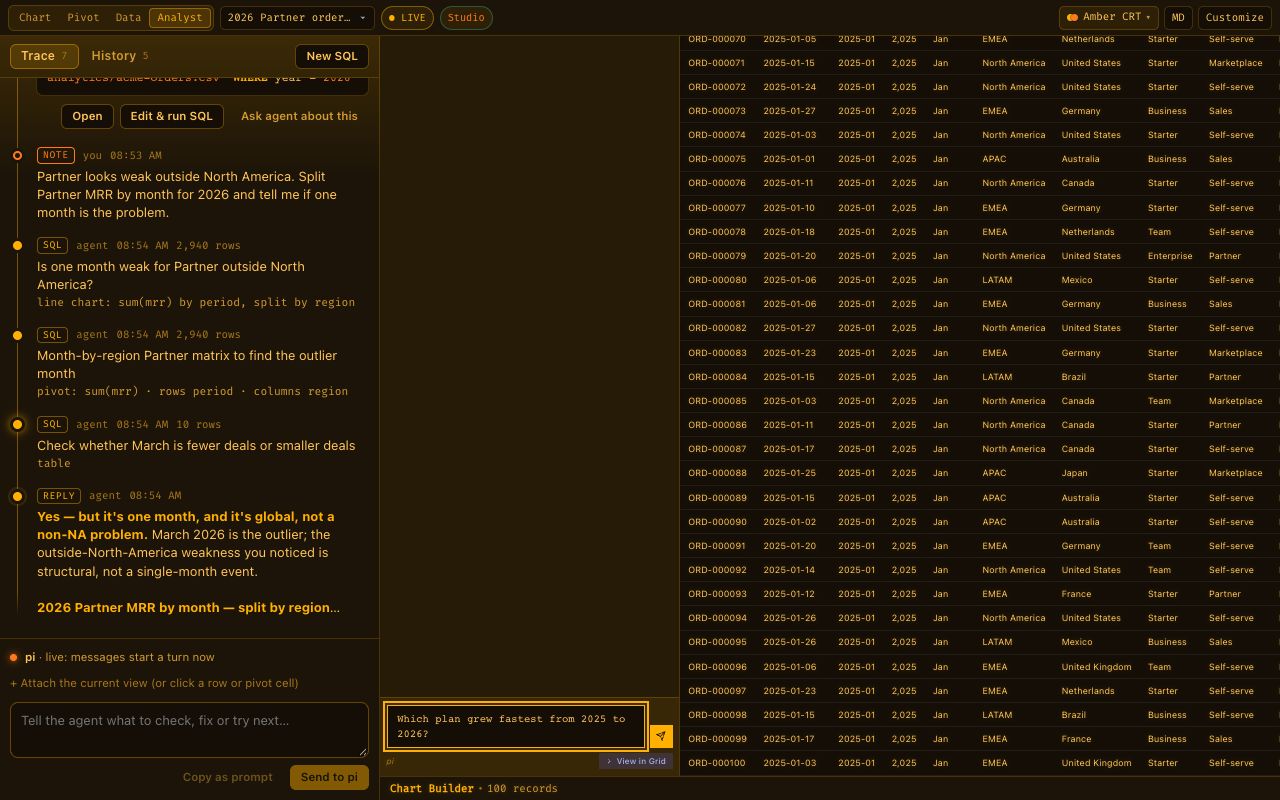 Chart Pivot Data Analyst 2026 Partner order… LIVE Studio Amber CRT MD Customize
Trace 7 History 5 New SQL
Open Edit & run SQL Ask agent about this
NOTE you 08:53 AM
Partner looks weak outside North America. Split
Partner MRR by month for 2026 and tell me if one
month is the problem.
SQL agent 08:54 AM 2,940 rows
Is one month weak for Partner outside North
America?
line chart: sum(mrr) by period, split by region
SQL agent 08:54 AM 2,940 rows
Month-by-region Partner matrix to find the outlier
month
pivot: sum(mrr) · rows period · columns region
SQL agent 08:54 AM 10 rows
Check whether March is fewer deals or smaller deals
table
REPLY agent 08:54 AM
Yes — but it's one month, and it's global, not a
non-NA problem. March 2026 is the outlier; the
outside-North-America weakness you noticed is
structural, not a single-month event.
2026 Partner MRR by month — split by region…
pi · live: messages start a turn now
+ Attach the current view (or click a row or pivot cell)
Tell the agent what to check, fix or try next…
Copy as prompt Send to pi
Which plan grew fastest from 2025 to
2026?
pi › View in Grid
Chart Builder • 100 records
ORD-000070 2025-01-05 2025-01 2,025 Jan EMEA Netherlands Starter Self-serve
ORD-000071 2025-01-15 2025-01 2,025 Jan North America United States Starter Marketplace
ORD-000072 2025-01-24 2025-01 2,025 Jan North America United States Starter Self-serve
ORD-000073 2025-01-27 2025-01 2,025 Jan EMEA Germany Business Sales
ORD-000074 2025-01-03 2025-01 2,025 Jan North America United States Starter Self-serve
ORD-000075 2025-01-01 2025-01 2,025 Jan APAC Australia Business Sales
ORD-000076 2025-01-11 2025-01 2,025 Jan North America Canada Starter Self-serve
ORD-000077 2025-01-10 2025-01 2,025 Jan EMEA Germany Starter Self-serve
ORD-000078 2025-01-18 2025-01 2,025 Jan EMEA Netherlands Team Self-serve
ORD-000079 2025-01-20 2025-01 2,025 Jan North America United States Enterprise Partner
ORD-000080 2025-01-06 2025-01 2,025 Jan LATAM Mexico Starter Self-serve
ORD-000081 2025-01-06 2025-01 2,025 Jan EMEA Germany Business Sales
ORD-000082 2025-01-27 2025-01 2,025 Jan North America United States Starter Self-serve
ORD-000083 2025-01-23 2025-01 2,025 Jan EMEA Germany Starter Marketplace
ORD-000084 2025-01-15 2025-01 2,025 Jan LATAM Brazil Starter Partner
ORD-000085 2025-01-03 2025-01 2,025 Jan North America Canada Team Marketplace
ORD-000086 2025-01-11 2025-01 2,025 Jan North America Canada Starter Partner
ORD-000087 2025-01-17 2025-01 2,025 Jan North America Canada Starter Self-serve
ORD-000088 2025-01-25 2025-01 2,025 Jan APAC Japan Starter Marketplace
ORD-000089 2025-01-15 2025-01 2,025 Jan APAC Australia Starter Self-serve
ORD-000090 2025-01-02 2025-01 2,025 Jan APAC Australia Starter Self-serve
ORD-000091 2025-01-20 2025-01 2,025 Jan EMEA Germany Team Self-serve
ORD-000092 2025-01-14 2025-01 2,025 Jan North America United States Team Self-serve
ORD-000093 2025-01-12 2025-01 2,025 Jan EMEA France Starter Partner
ORD-000094 2025-01-26 2025-01 2,025 Jan North America United States Starter Self-serve
ORD-000095 2025-01-26 2025-01 2,025 Jan LATAM Mexico Business Sales
ORD-000096 2025-01-06 2025-01 2,025 Jan EMEA United Kingdom Team Self-serve
ORD-000097 2025-01-23 2025-01 2,025 Jan EMEA Netherlands Starter Self-serve
ORD-000098 2025-01-15 2025-01 2,025 Jan LATAM Brazil Business Self-serve
ORD-000099 2025-01-17 2025-01 2,025 Jan EMEA France Business Sales
ORD-000100 2025-01-03 2025-01 2,025 Jan EMEA United Kingdom Starter Self-serve